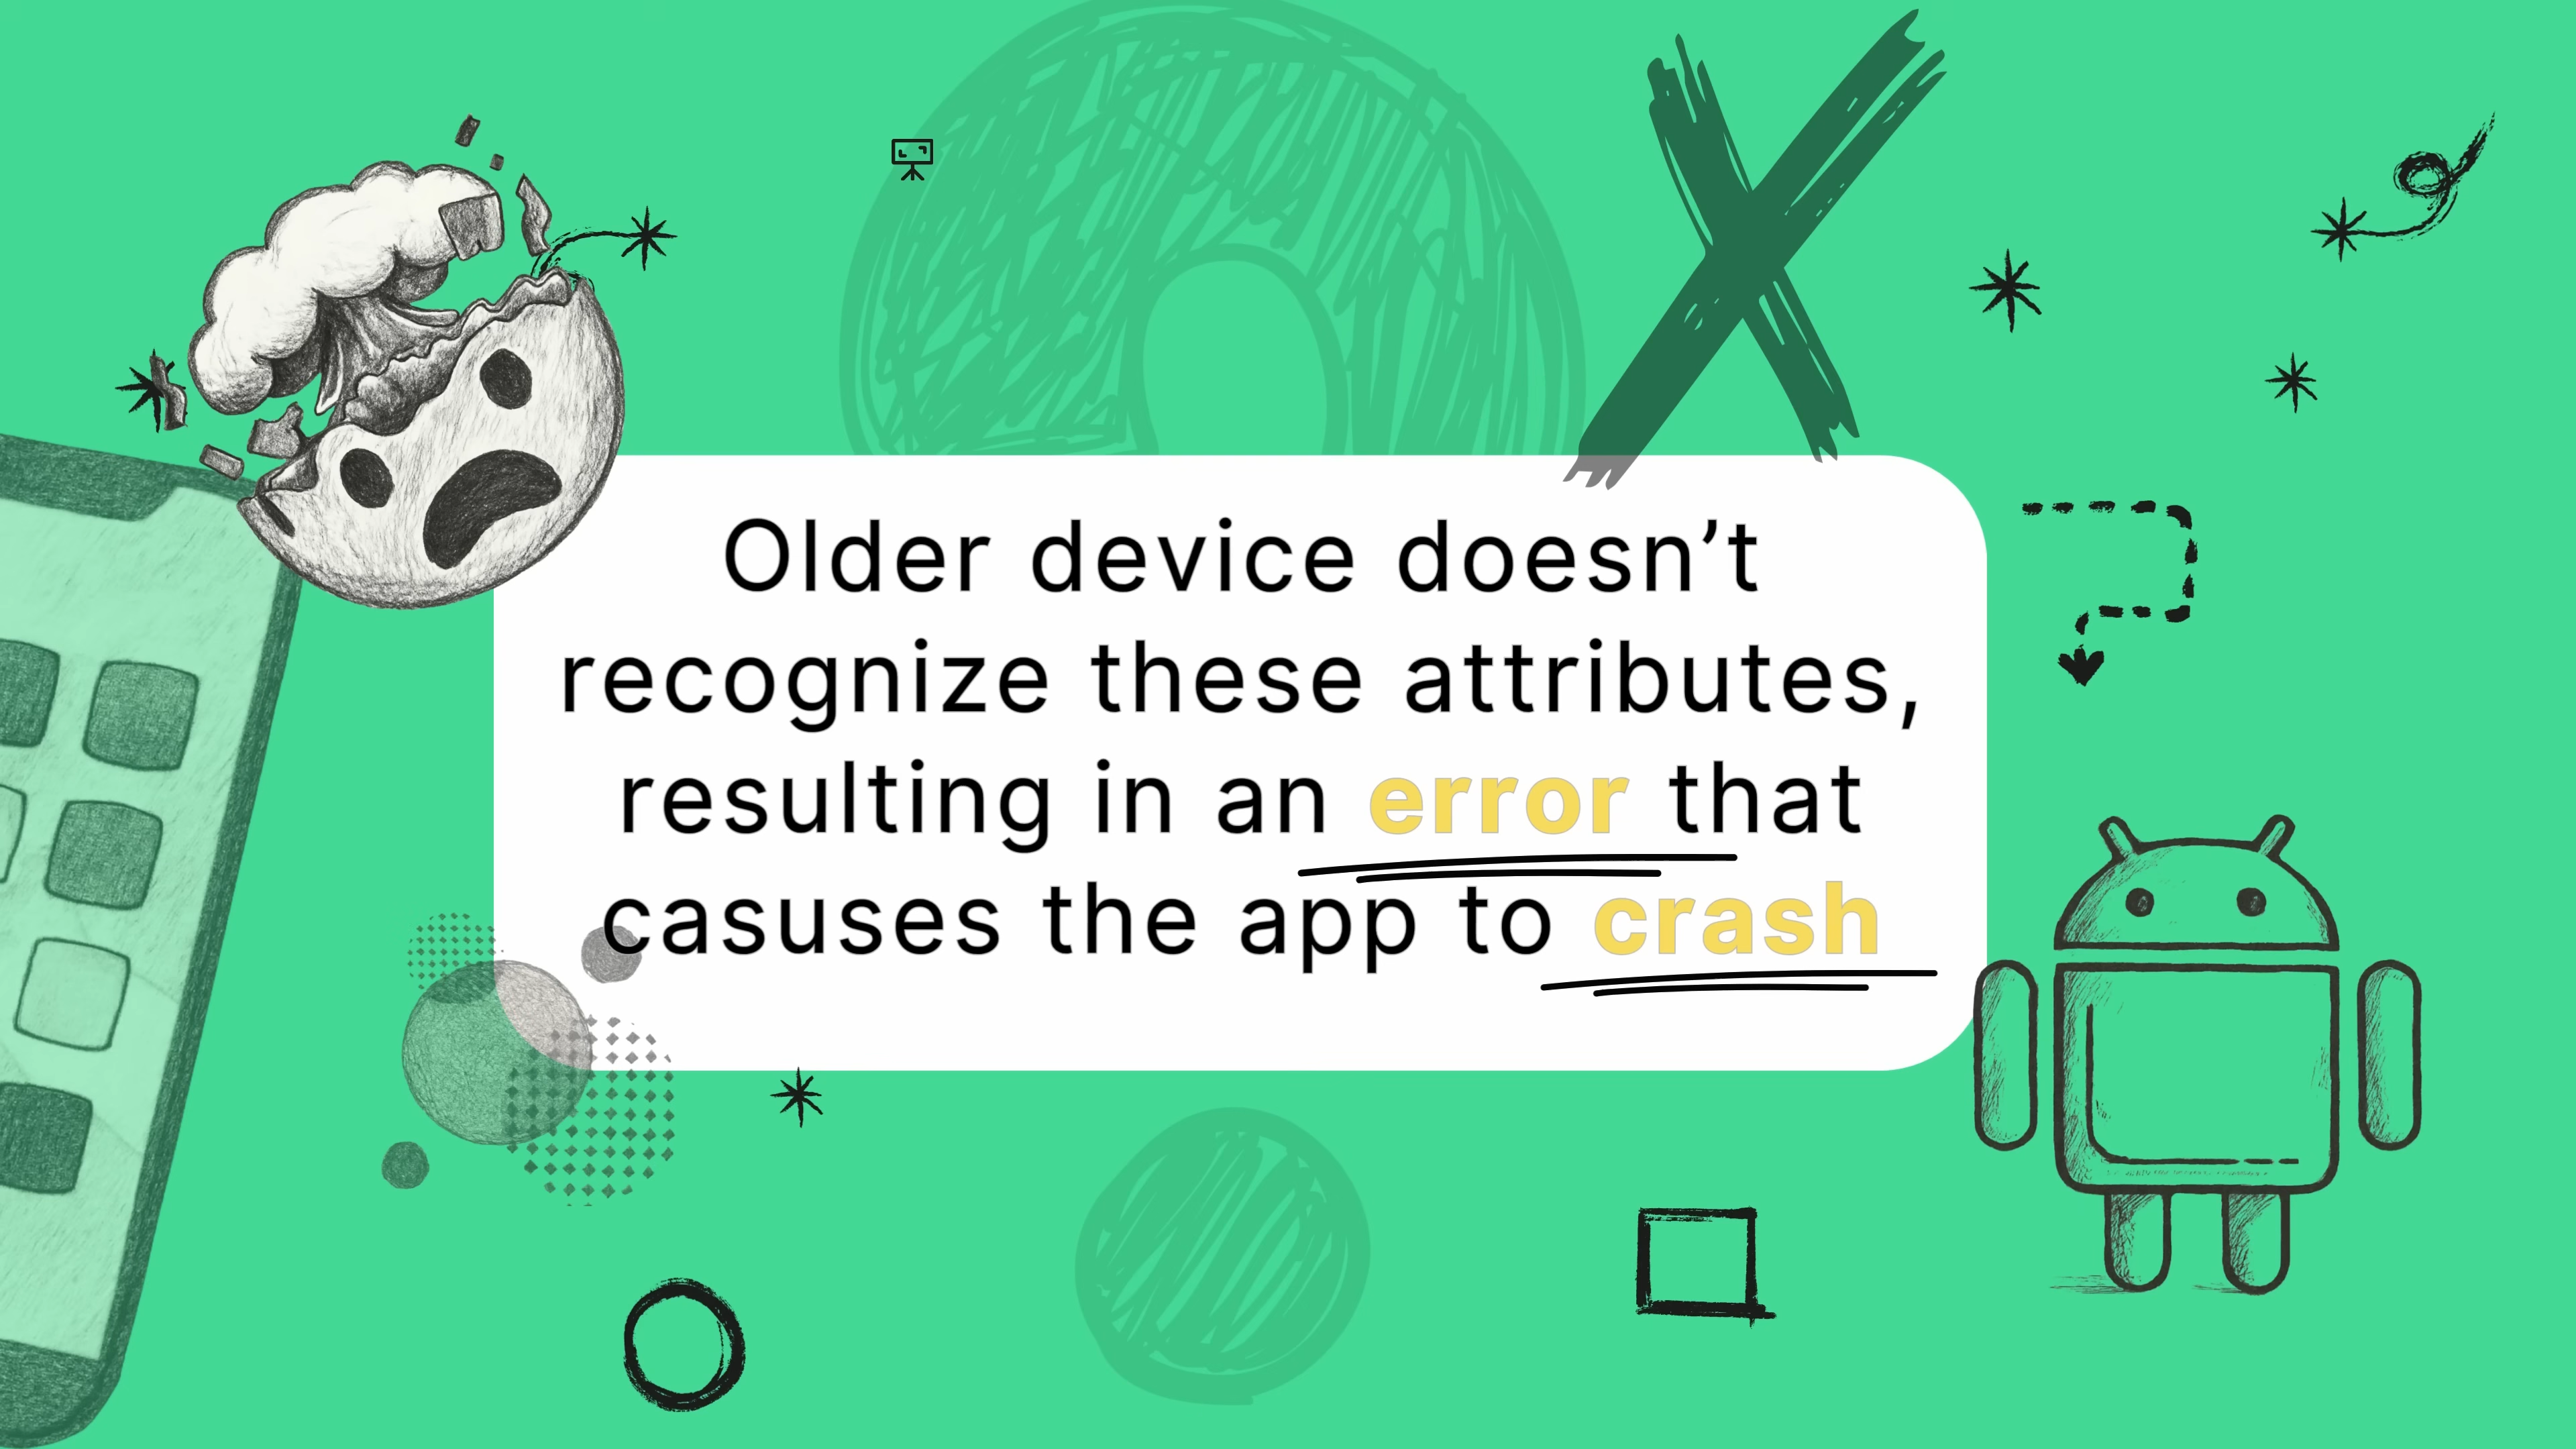 Older device doesn’t
recognize these attributes,
resulting in an error that
casuses the app to crash